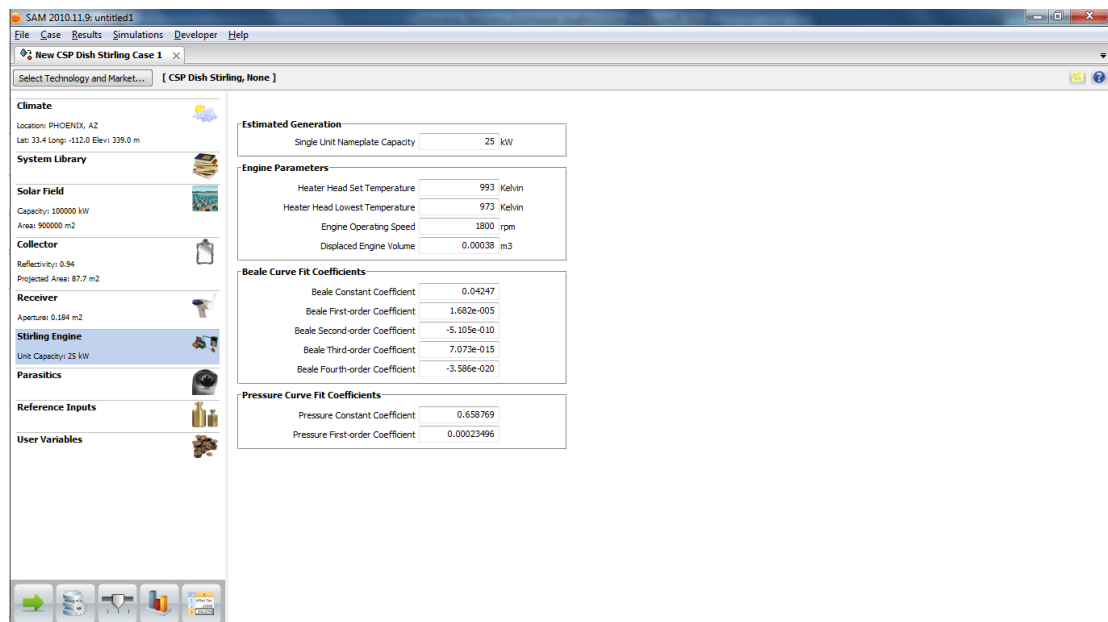 SAM 2010.11.9: untitled1
File Case Results Simulations Developer Help
New CSP Dish Stirling Case 1
Select Technology and Market... [ CSP Dish Stirling, None ]
Climate
Location: PHOENIX, AZ
Lat: 33.4 Long: -112.0 Elev: 339.0 m
System Library
Solar Field
Capacity: 100000 kW
Area: 900000 m2
Collector
Reflectivity: 0.94
Projected Area: 87.7 m2
Receiver
Aperture: 0.184 m2
Stirling Engine
Unit Capacity: 25 kW
Parasitics
Reference Inputs
User Variables
Estimated Generation
Single Unit Nameplate Capacity 25 kW
Engine Parameters
Heater Head Set Temperature 993 Kelvin
Heater Head Lowest Temperature 973 Kelvin
Engine Operating Speed 1800 rpm
Displaced Engine Volume 0.00038 m3
Beale Curve Fit Coefficients
Beale Constant Coefficient 0.04247
Beale First-order Coefficient 1.682e-005
Beale Second-order Coefficient -5.105e-010
Beale Third-order Coefficient 7.073e-015
Beale Fourth-order Coefficient -3.586e-020
Pressure Curve Fit Coefficients
Pressure Constant Coefficient 0.658769
Pressure First-order Coefficient 0.00023496